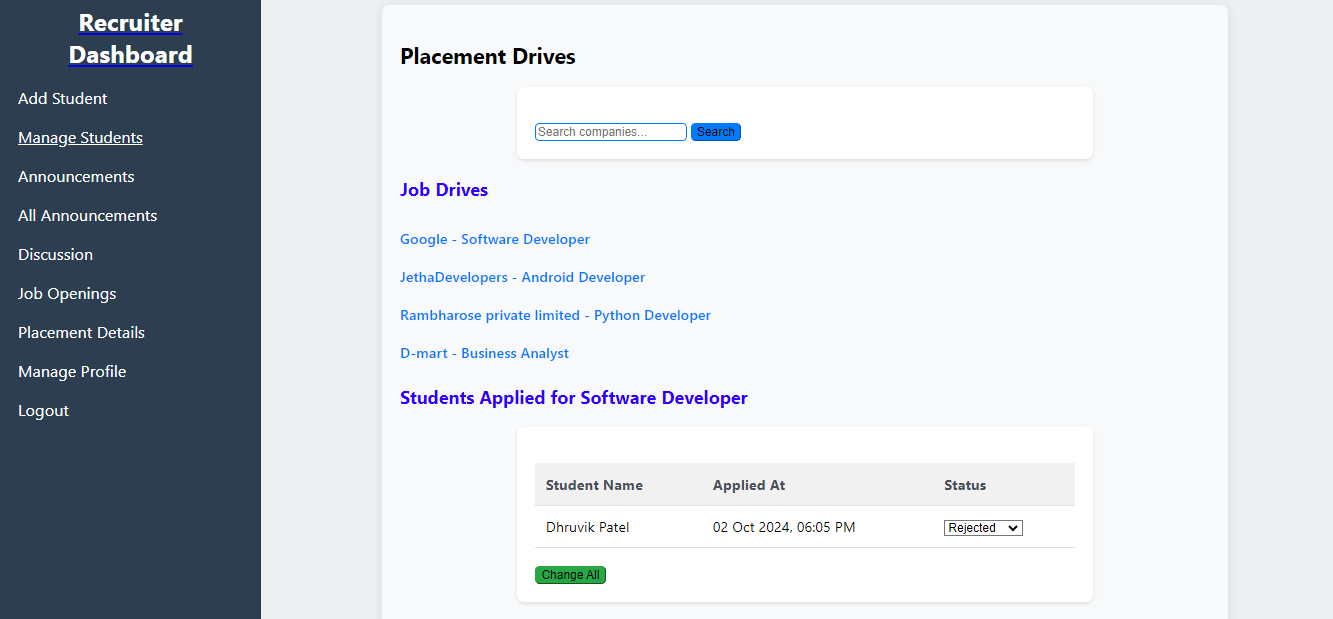 Recruiter
Dashboard
Add Student
Manage Students
Announcements
All Announcements
Discussion
Job Openings
Placement Details
Manage Profile
Logout
Placement Drives
Search companies... Search
Job Drives
Google - Software Developer
JethaDevelopers - Android Developer
Rambharose private limited - Python Developer
D-mart - Business Analyst
Students Applied for Software Developer
Student Name Applied At Status
Dhruvik Patel 02 Oct 2024, 06:05 PM Rejected
Change All